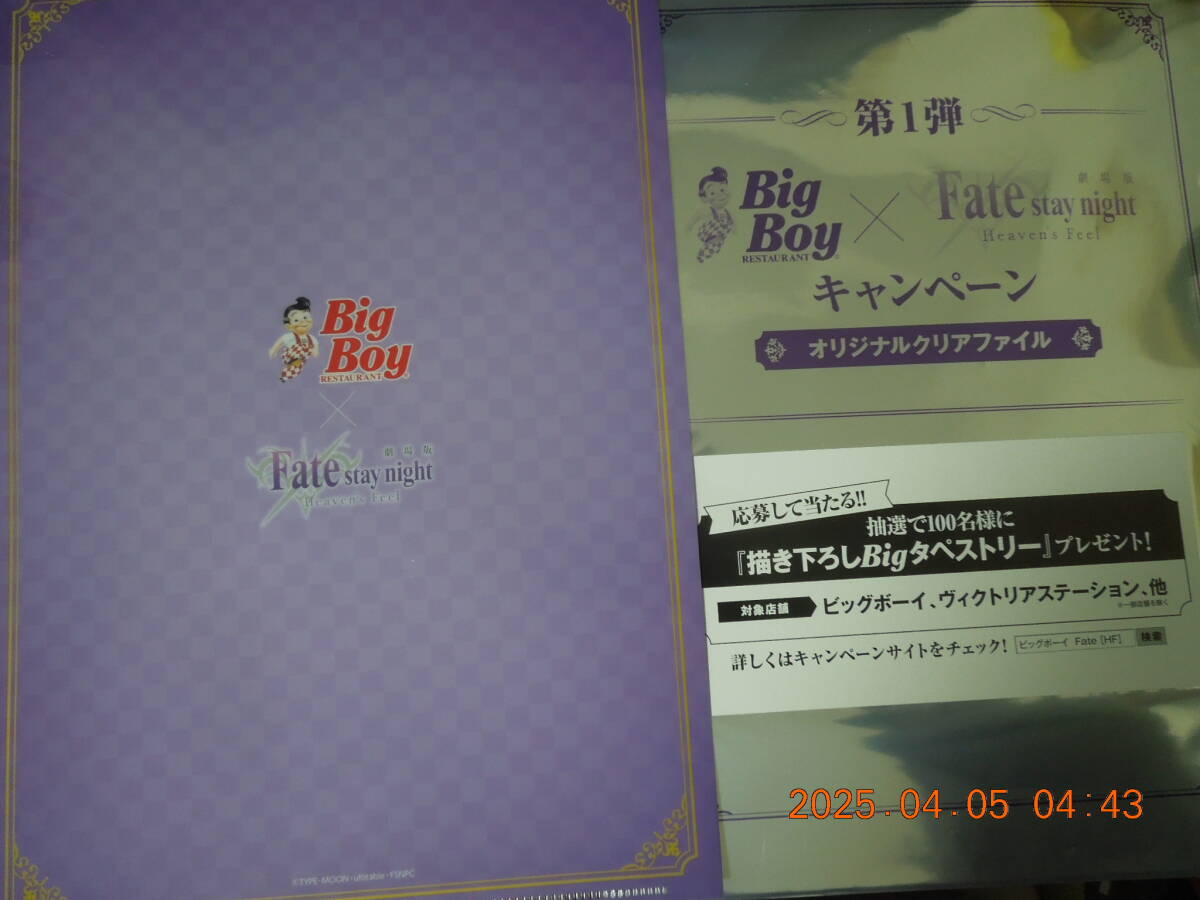 Big
Boy
RESTAURANT
×
劇場版
Fate stay night
Heaven's Feel
©TYPE-MOON・ufotable・FSNPC
第1弾
Big
Boy
RESTAURANT
×
劇場版
Fate stay night
Heaven's Feel
キャンペーン
オリジナルクリアファイル
応募して当たる!!
抽選で100名様に
『描き下ろしBigタペストリー』プレゼント!
対象店舗 ビッグボーイ、ヴィクトリアステーション、他
※一部店舗を除く
詳しくはキャンペーンサイトをチェック! ビッグボーイ Fate [HF] 検索
2025.04.05 04:43